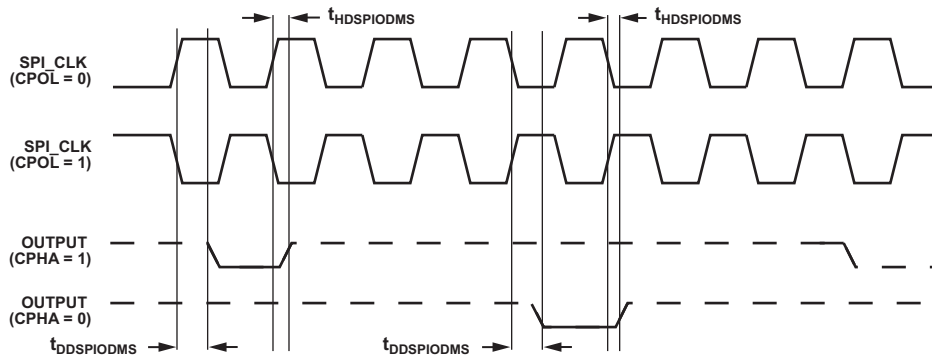 tHDSPIODMS
tHDSPIODMS
SPI_CLK
(CPOL = 0)
SPI_CLK
(CPOL = 1)
OUTPUT
(CPHA = 1)
OUTPUT
(CPHA = 0)
tDDSPIODMS
tDDSPIODMS